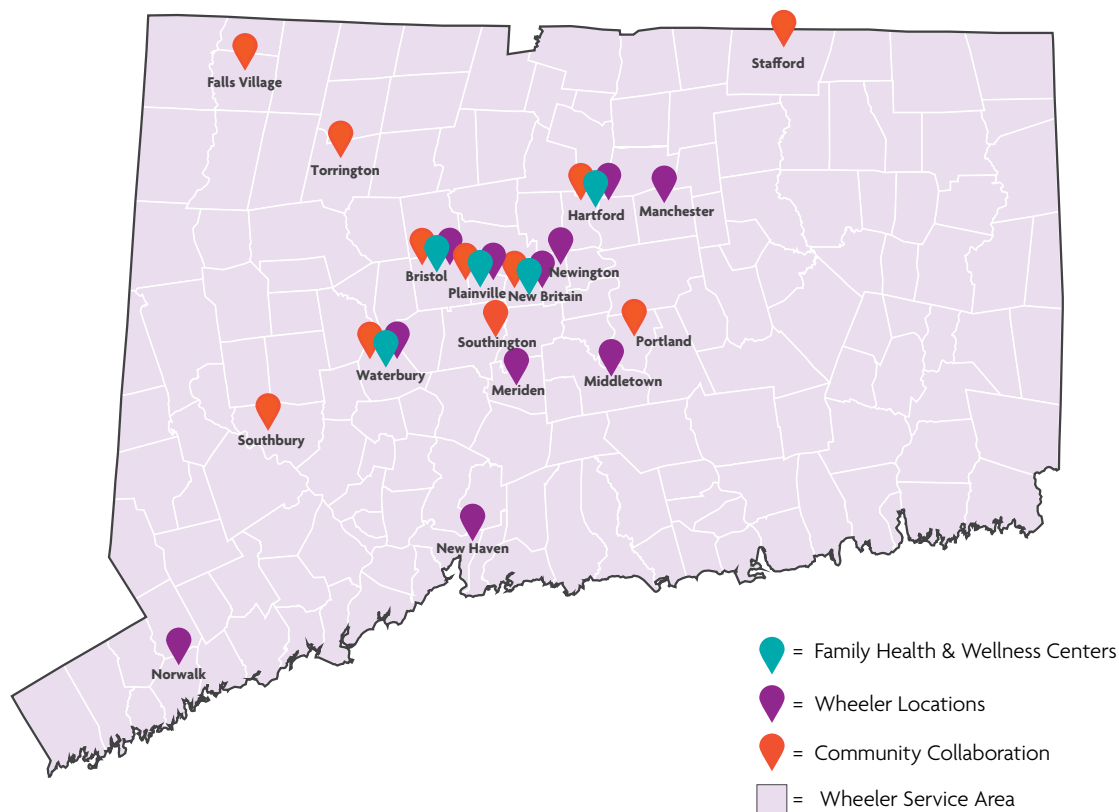 Stafford
Falls Village
Torrington
Hartford
Manchester
Bristol
Newington
Plainville
New Britain
Southington
Portland
Waterbury
Meriden
Middletown
Southbury
New Haven
Norwalk
= Family Health & Wellness Centers
= Wheeler Locations
= Community Collaboration
= Wheeler Service Area